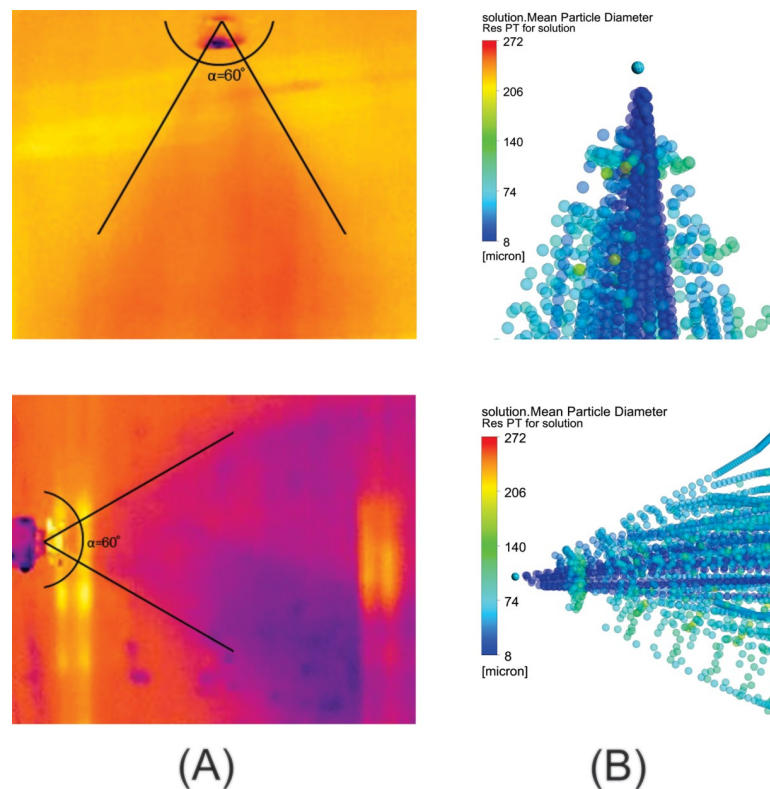 α=60°
solution.Mean Particle Diameter
Res PT for solution
272
206
140
74
8
[micron]
α=60°
solution.Mean Particle Diameter
Res PT for solution
272
206
140
74
8
[micron]
(A)
(B)